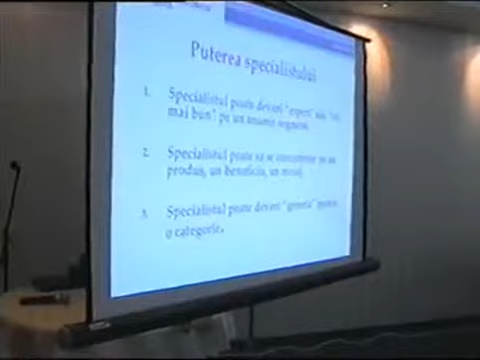 Puterea specialistului
1. Specialistul poate deveni "expert" sau "cel
mai bun" pe un anumit segment.
2. Specialistul poate să se concentreze pe un
produs, un beneficiu, un mesaj.
3. Specialistul poate deveni "generic" pentru
o categorie.